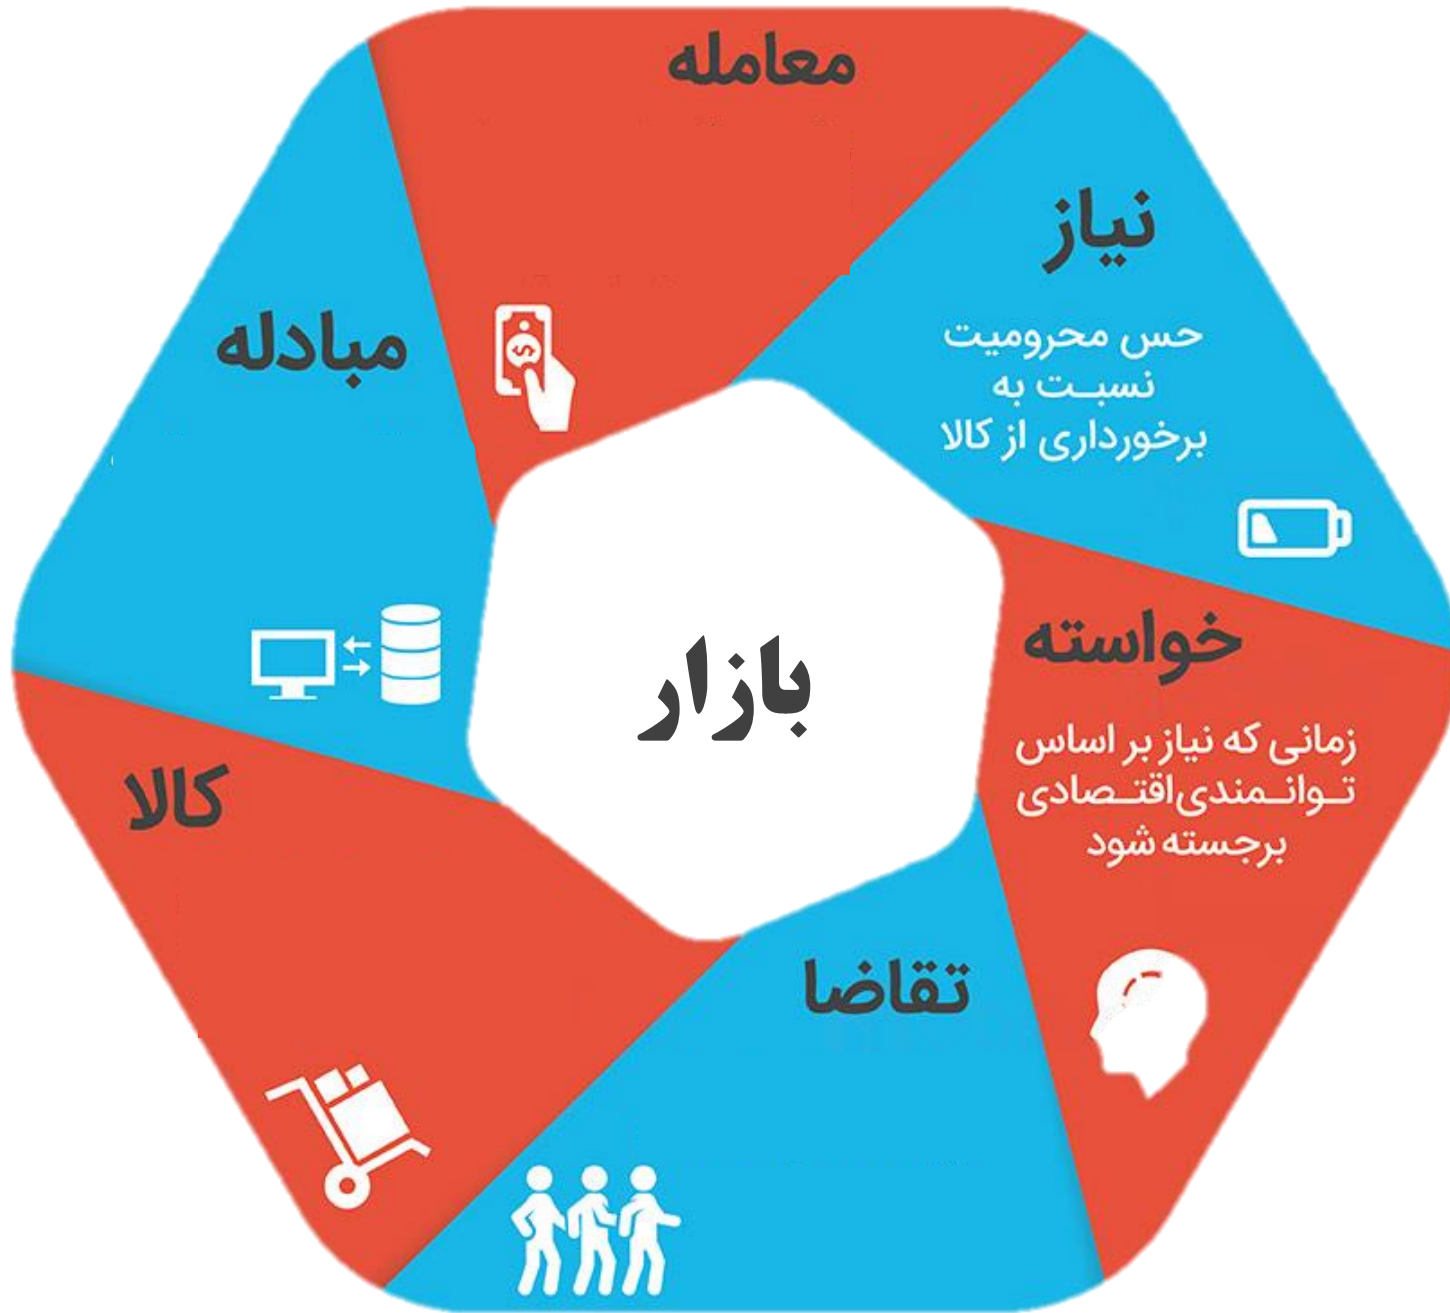 معامله
نیاز
حس محرومیت
نسبت به
برخورداری از کالا
خواسته
زمانی که نیاز بر اساس
توانمندی اقتصادی
برجسته شود
تقاضا
کالا
مبادله
بازار